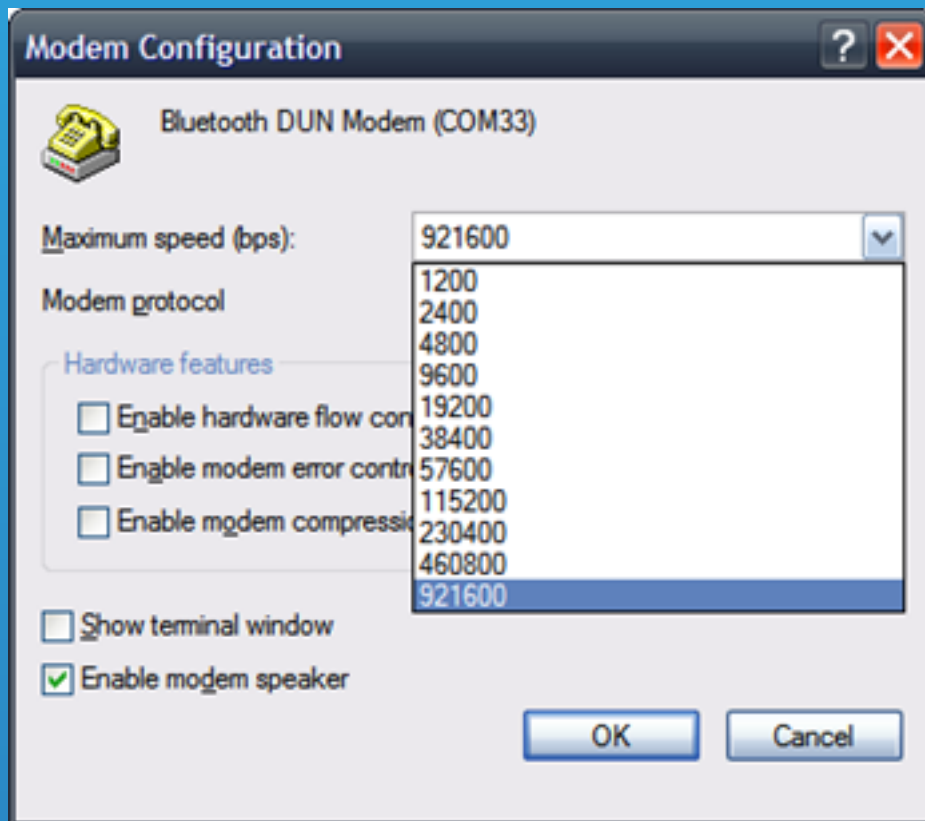 Modem Configuration
?
Bluetooth DUN Modem (COM33)
Maximum speed (bps):
921600
1200
2400
4800
9600
19200
38400
57600
115200
230400
460800
921600
Modem protocol
Hardware features
Enable hardware flow con
Enable modem error contr
Enable modem compressi
Show terminal window
Enable modem speaker
OK
Cancel